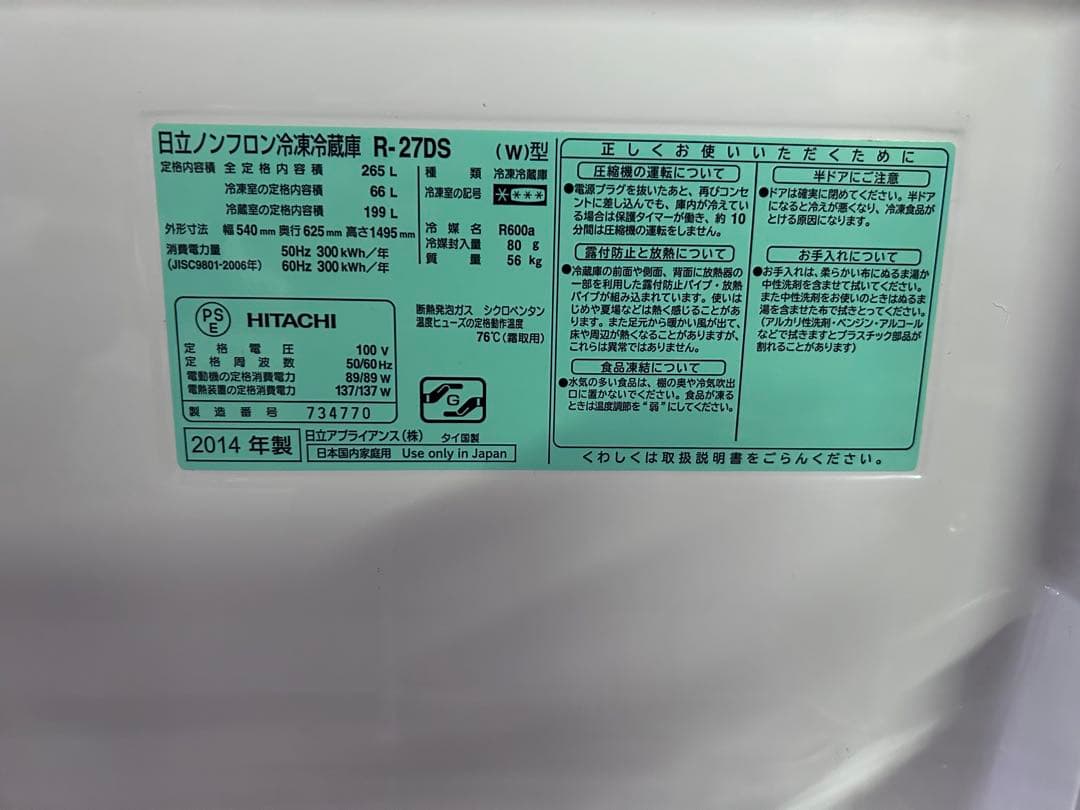 日立ノンフロン冷凍冷蔵庫 R-27DS (W)型
定格内容積 全定格内容積 265 L
冷凍室の定格内容積 66 L
冷蔵室の定格内容積 199 L
外形寸法 幅540mm 奥行625mm 高さ1495mm
消費電力量 50Hz 300kWh/年
(JISC9801-2006年) 60Hz 300kWh/年
種類 冷凍冷蔵庫
冷凍室の記号 ****
冷媒名 R600a
冷媒封入量 80 g
質量 56 kg
PSE HITACHI
定格電圧 100 V
定格周波数 50/60 Hz
電動機の定格消費電力 89/89 W
電熱装置の定格消費電力 137/137 W
製造番号 734770
断熱発泡ガス シクロペンタン
温度ヒューズの定格動作温度
76℃(霜取用)
G
2014 年製
日立アプライアンス(株) タイ国製
日本国内家庭用 Use only in Japan
正しくお使いいただくために
圧縮機の運転について
●電源プラグを抜いたあと、再びコンセ
ントに差し込んでも、庫内が冷えてい
る場合は保護タイマーが働き、約10
分間は圧縮機の運転をしません。
露付防止と放熱について
●冷蔵庫の前面や側面、背面に放熱器の
一部を利用した露付防止パイプ・放熱
パイプが組み込まれています。使いは
じめや夏場などは熱く感じることがあ
ります。また足元から暖かい風が出て、
床や周辺が熱くなることがありますが、
これらは異常ではありません。
食品凍結について
●水気の多い食品は、棚の奥や冷気吹出
口に置かないでください。食品が凍る
ときは温度調節を"弱"にしてください。
半ドアにご注意
●ドアは確実に閉めてください。半ドア
になると冷えが悪くなり、冷凍食品が
とける原因になります。
お手入れについて
●お手入れは、柔らかい布にぬるま湯か
中性洗剤を含ませて拭いてください。
また中性洗剤をお使いのときはぬるま
湯を含ませた布で拭きとってください。
(アルカリ性洗剤・ベンジン・アルコール
などで拭きますとプラスチック部品が
割れることがあります)
くわしくは取扱説明書をごらんください。